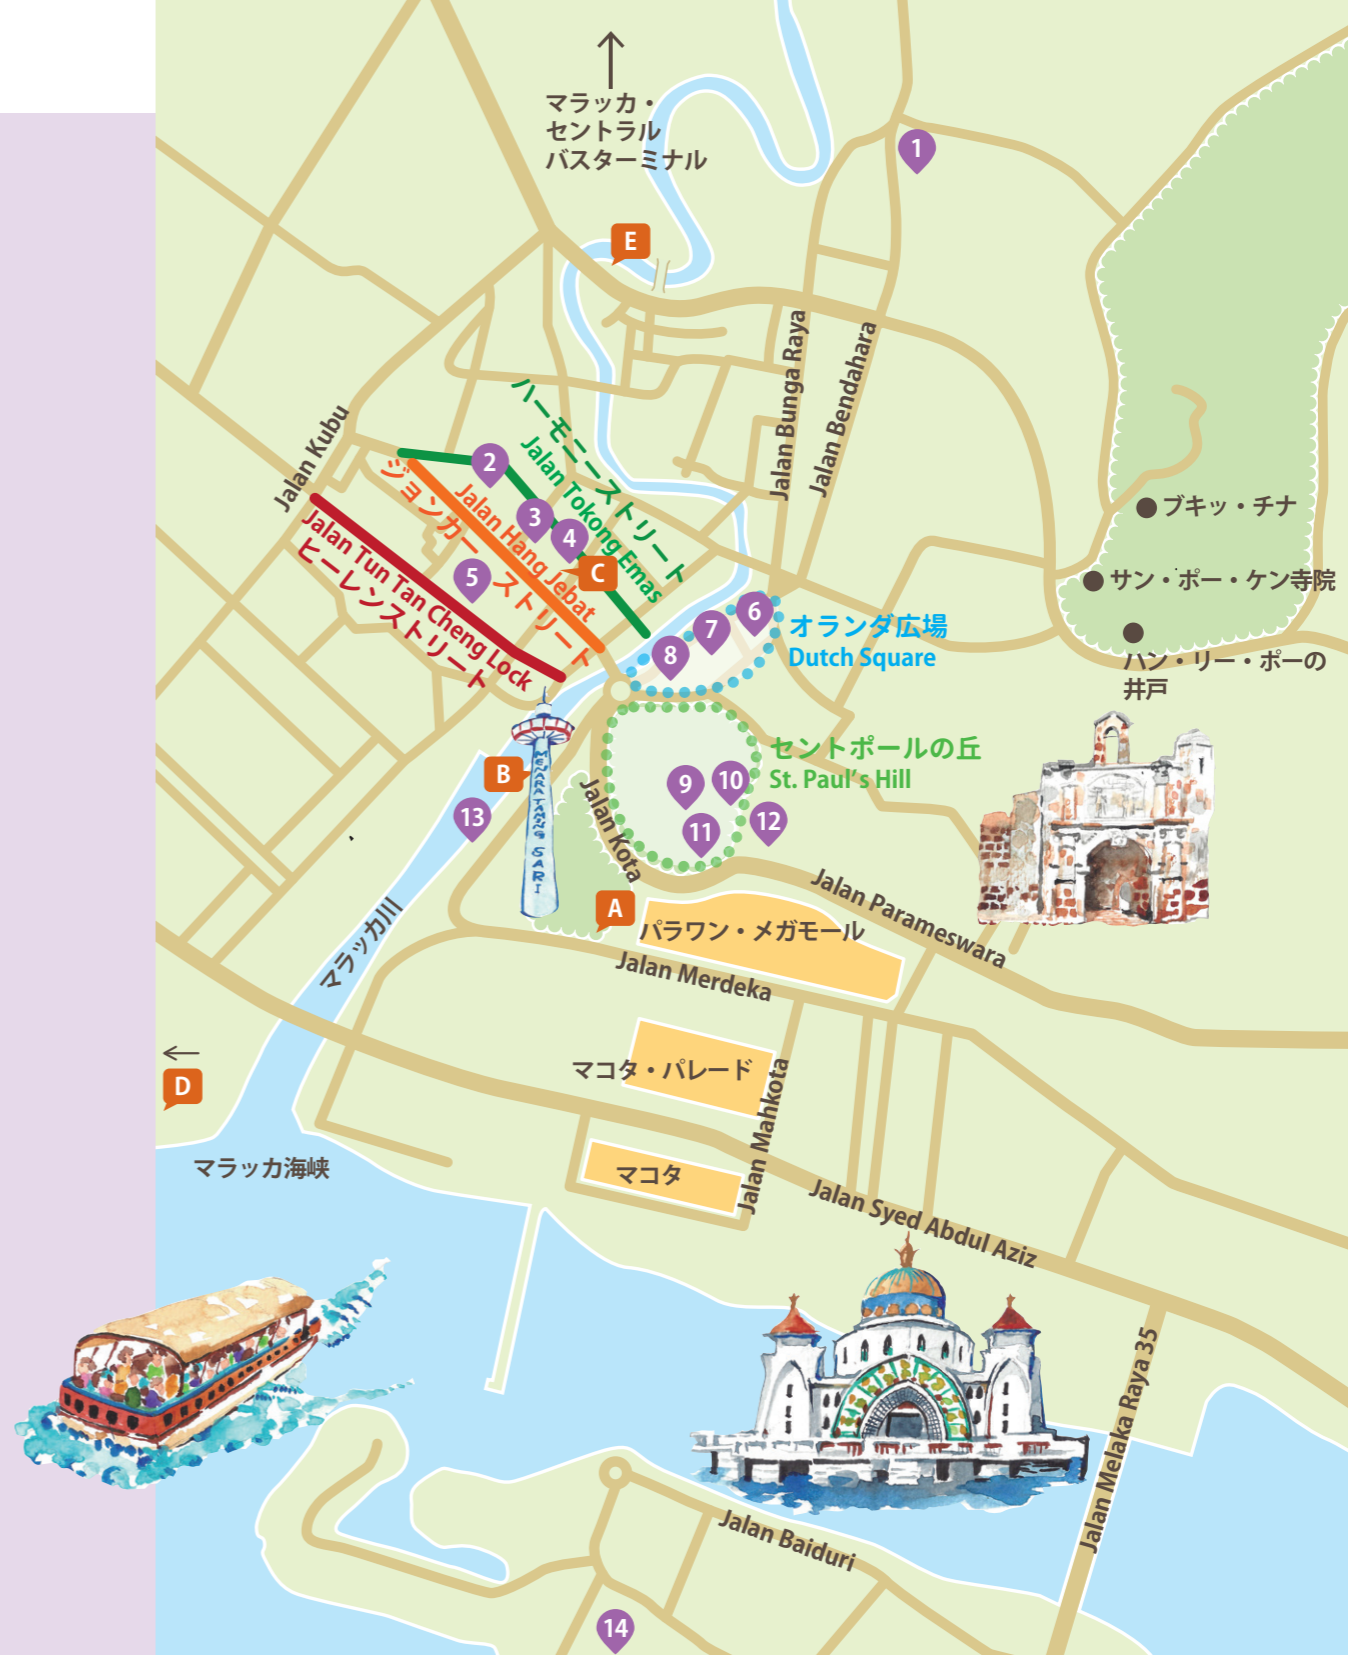 マラッカ・
セントラル
バスターミナル
1
E
Jalan Bunga Raya
Jalan Bendahara
Jalan Kubu
ハーモニーストリート
Jalan Tokong Emas
2
3
4
C
Jalan Hang Jebat
ジョンカーストリート
5
Jalan Tun Tan Cheng Lock
ヒーレンストリート
ブキッ・チナ
サン・ポー・ケン寺院
ハン・リー・ポーの
井戸
6
7
8
オランダ広場
Dutch Square
セントポールの丘
St. Paul's Hill
9
10
11
12
B
13
MENARA TAMING SARI
Jalan Kota
A
パラワン・メガモール
Jalan Parameswara
Jalan Merdeka
マラッカ川
D
マコタ・パレード
Jalan Mahkota
マコタ
マラッカ海峡
Jalan Syed Abdul Aziz
Jalan Melaka Raya 35
Jalan Baiduri
14